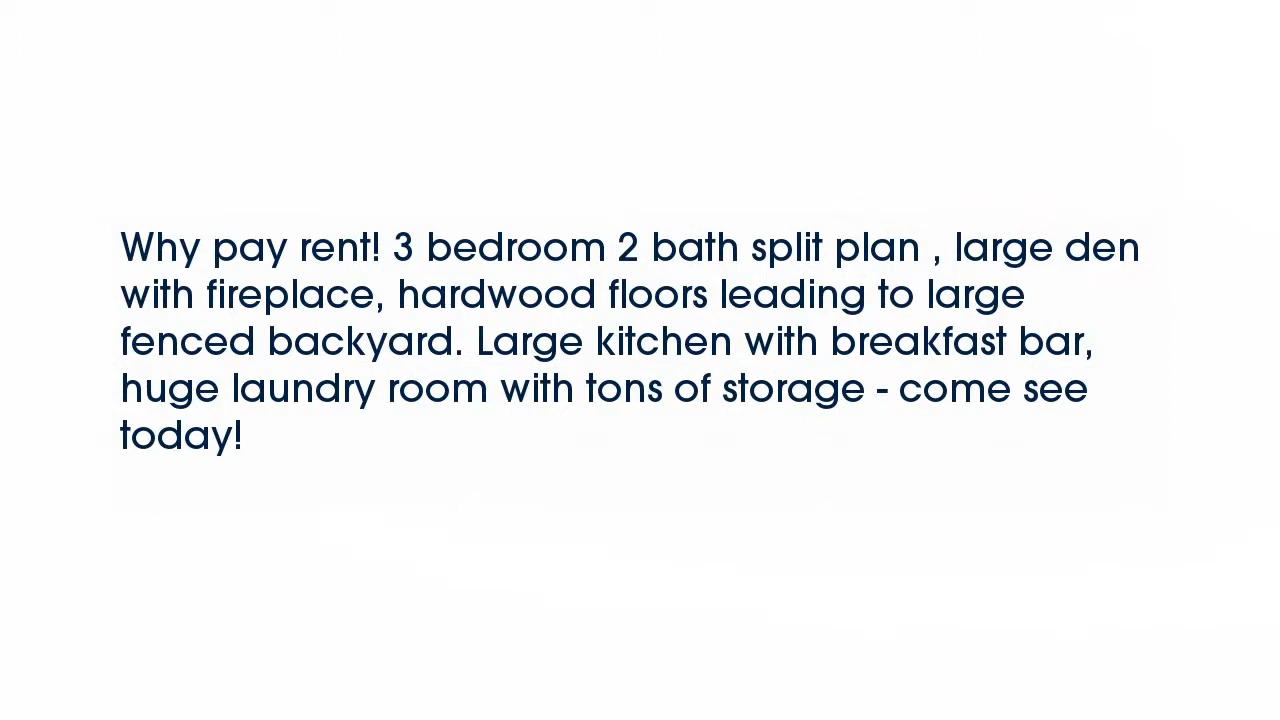 Why pay rent! 3 bedroom 2 bath split plan , large den
with fireplace, hardwood floors leading to large
fenced backyard. Large kitchen with breakfast bar,
huge laundry room with tons of storage - come see
today!